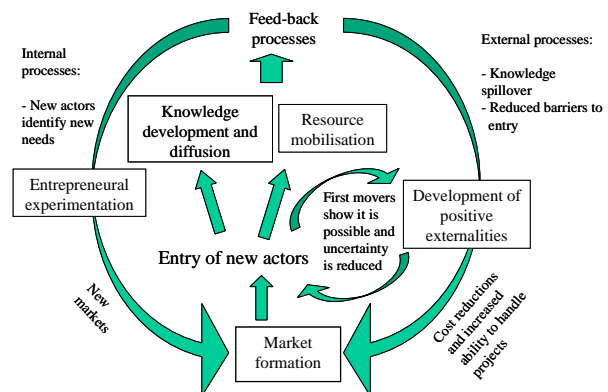 Feed-back
processes
Internal
processes:
- New actors
identify new
needs
External processes:
- Knowledge
spillover
- Reduced barriers to
entry
Knowledge
development and
diffusion
Resource
mobilisation
Entrepreneural
experimentation
First movers
show it is
possible and
uncertainty
is reduced
Development of
positive
externalities
Entry of new actors
New
markets
Market
formation
Cost reductions
and increased
ability to handle
projects